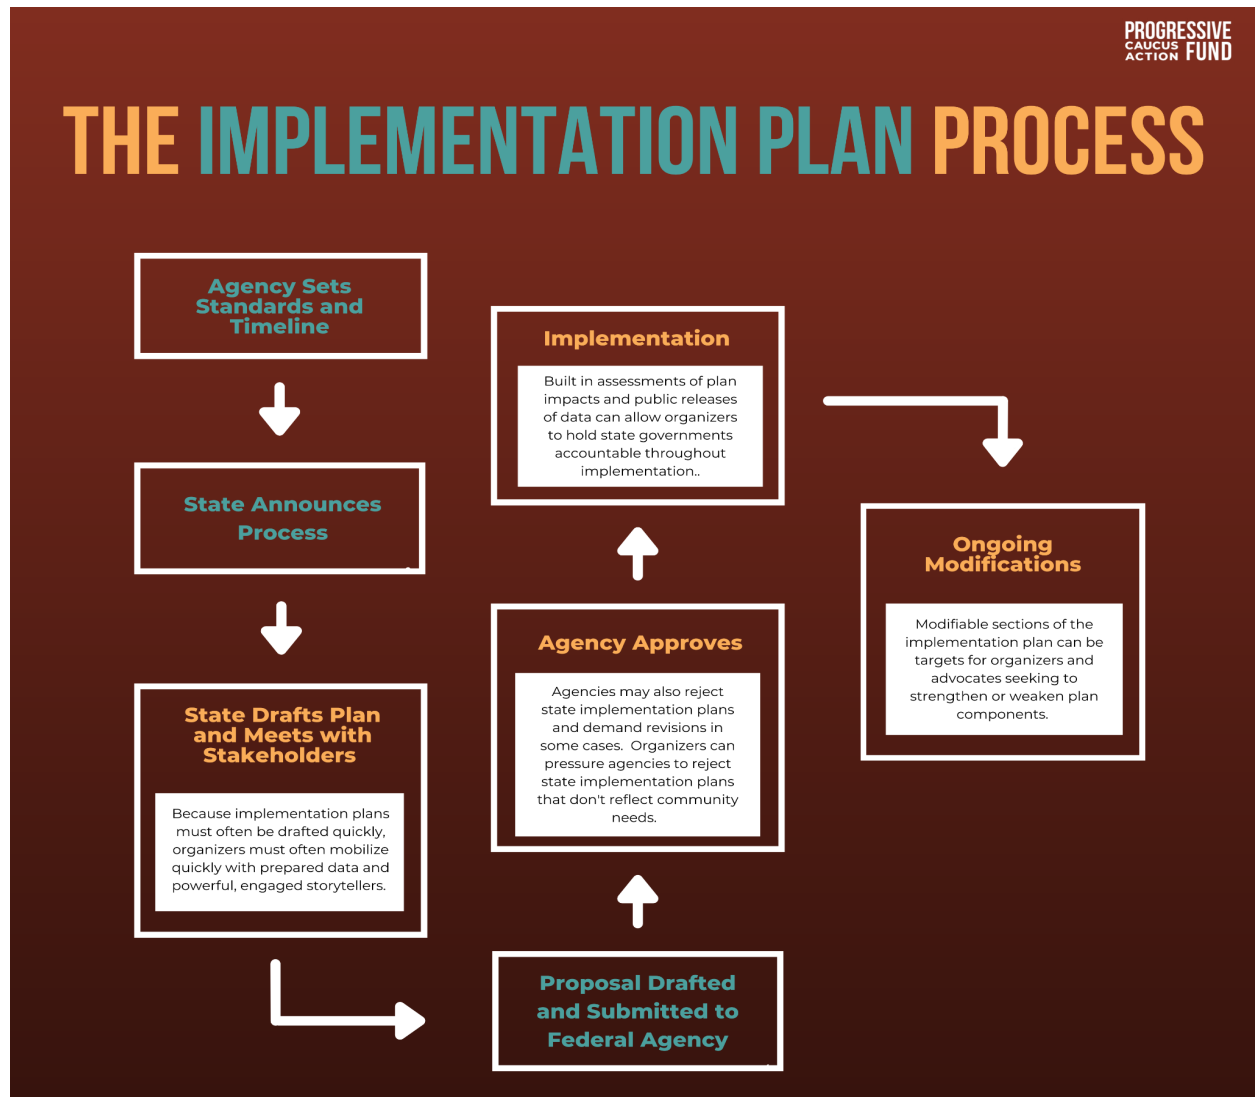 PROGRESSIVE
CAUCUS
ACTION FUND
THE IMPLEMENTATION PLAN PROCESS
Agency Sets
Standards and
Timeline
State Announces
Process
State Drafts Plan
and Meets with
Stakeholders
Because implementation plans
must often be drafted quickly,
organizers must often mobilize
quickly with prepared data and
powerful, engaged storytellers.
Proposal Drafted
and Submitted to
Federal Agency
Agency Approves
Agencies may also reject
state implementation plans
and demand revisions in
some cases.  Organizers can
pressure agencies to reject
state implementation plans
that don't reflect community
needs.
Implementation
Built in assessments of plan
impacts and public releases
of data can allow organizers
to hold state governments
accountable throughout
implementation..
Ongoing
Modifications
Modifiable sections of the
implementation plan can be
targets for organizers and
advocates seeking to
strengthen or weaken plan
components.